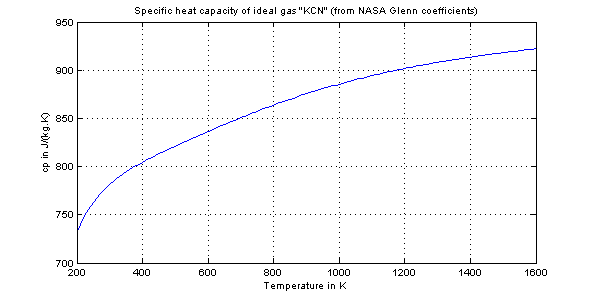 Specific heat capacity of ideal gas "KCN" (from NASA Glenn coefficients)
950
900
850
800
750
700
cp in J/(kg.K)
200 400 600 800 1000 1200 1400 1600
Temperature in K